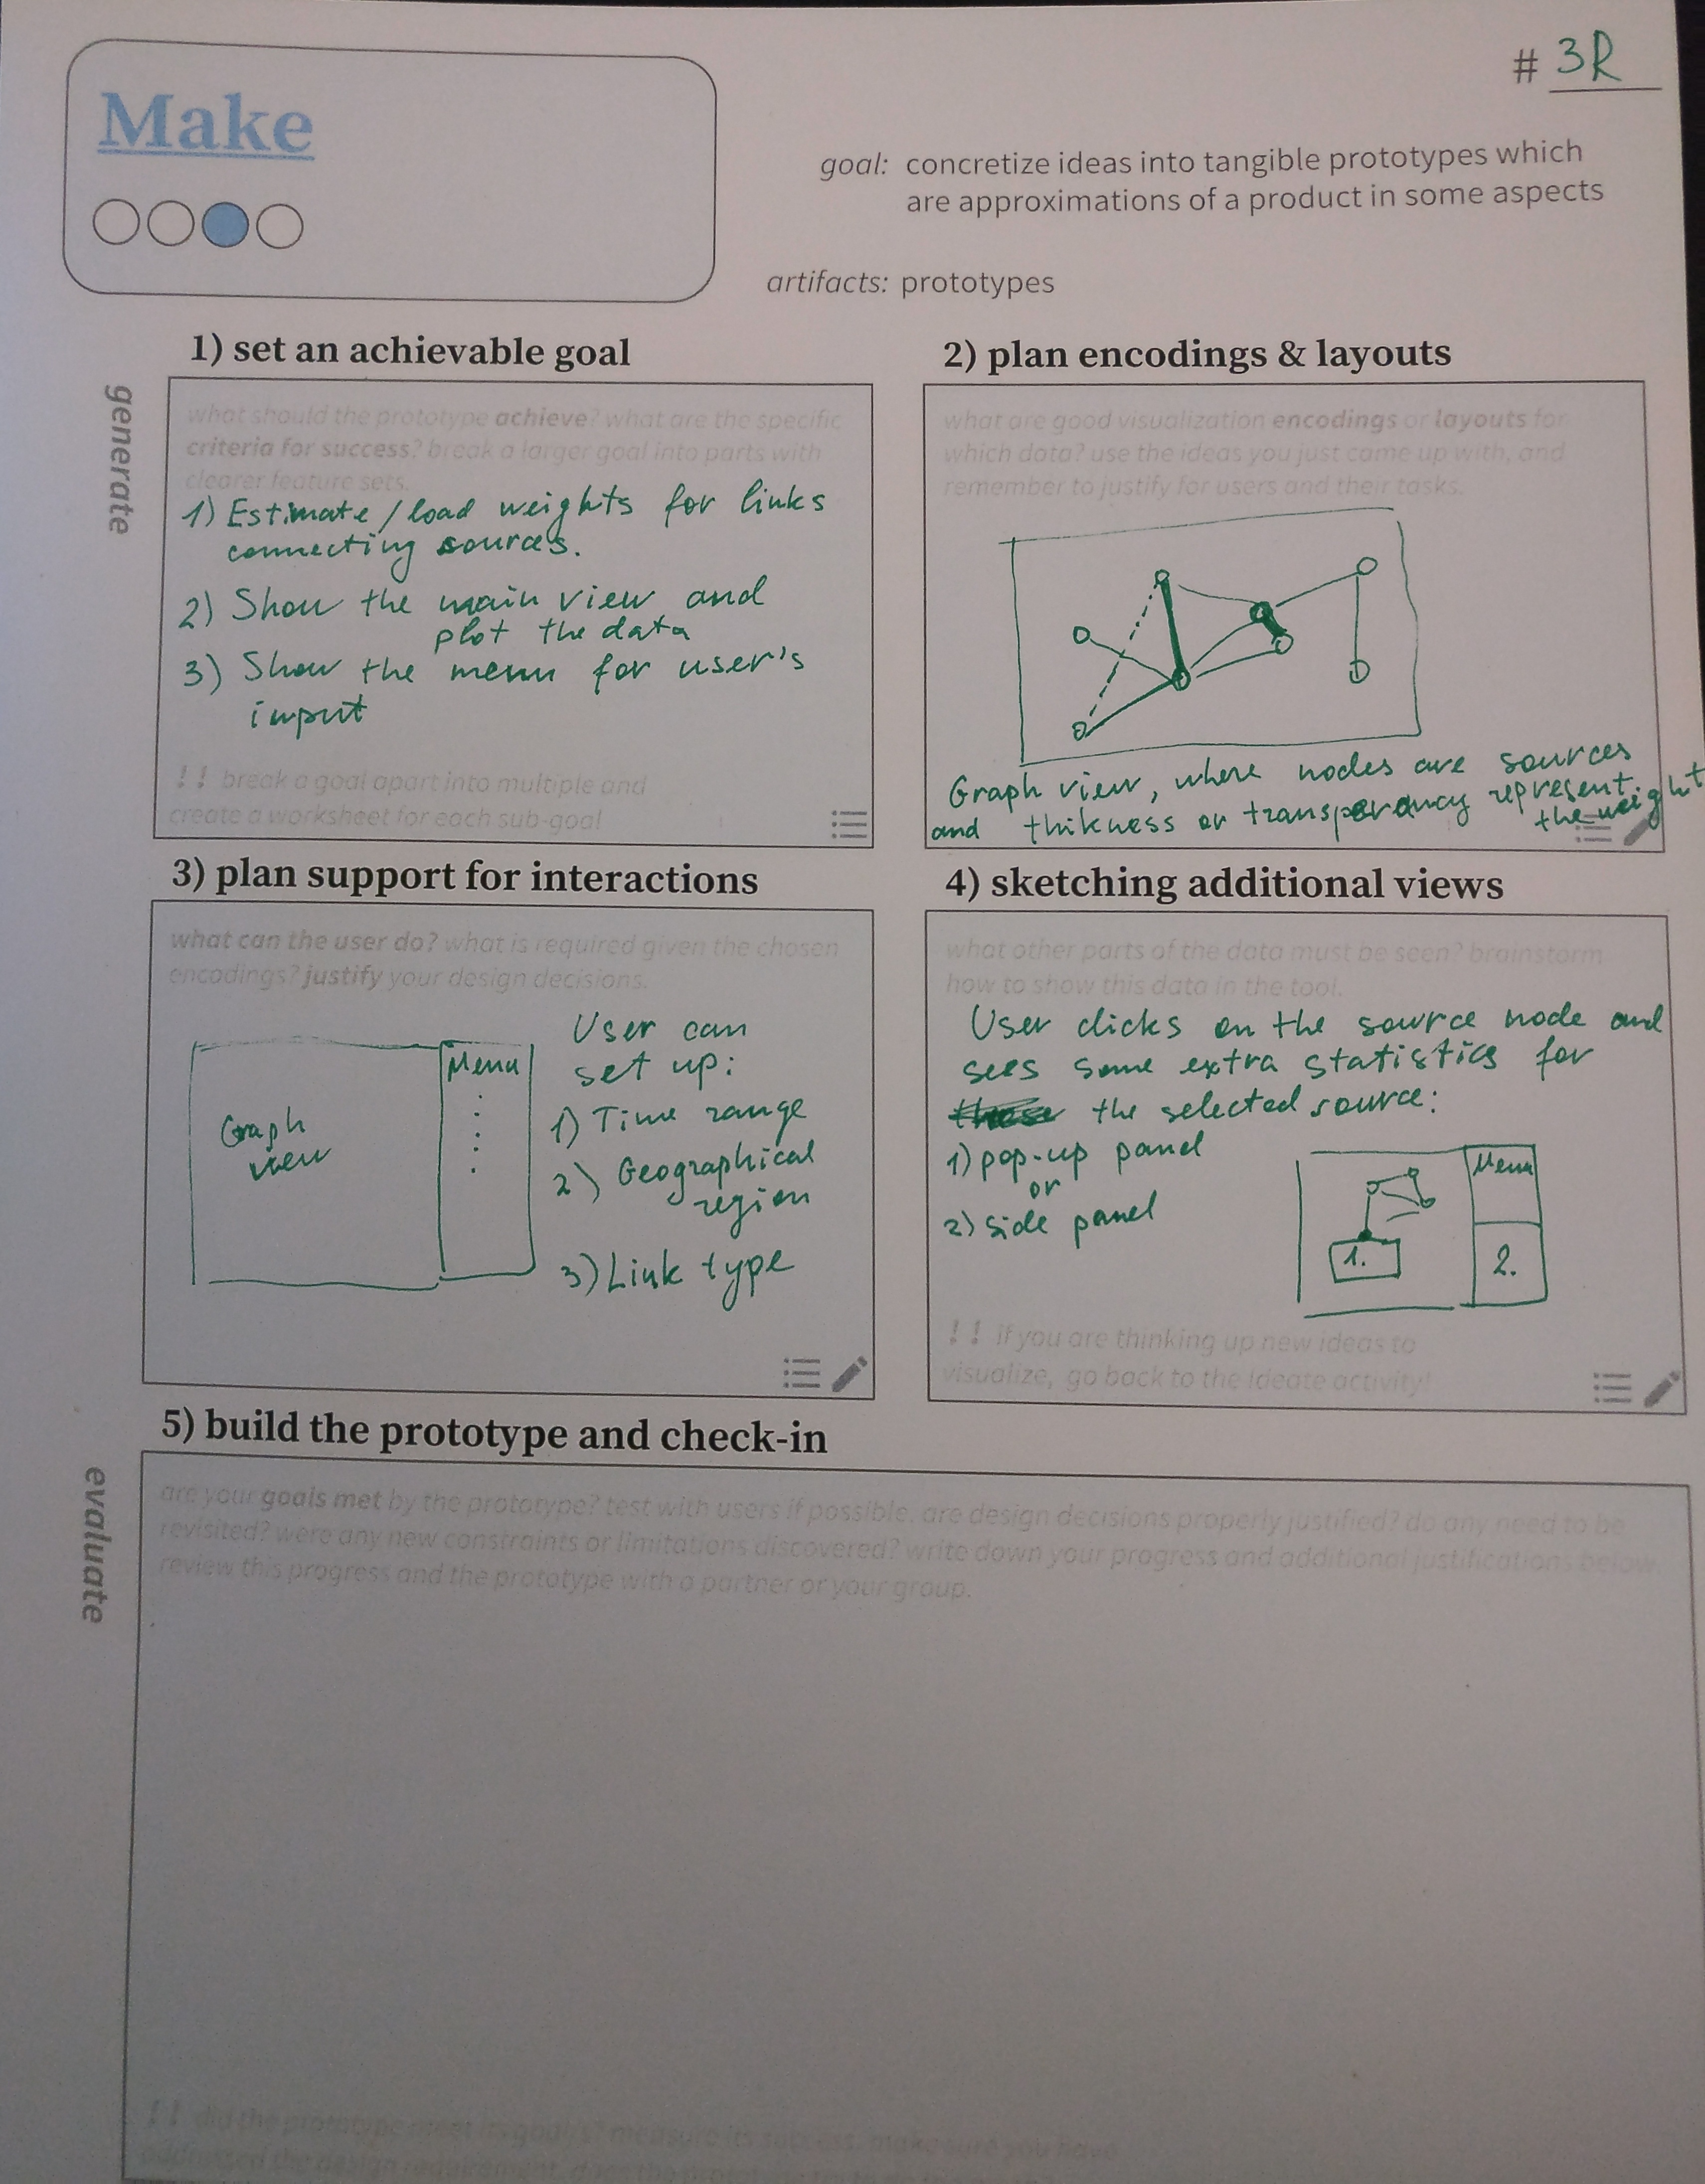 # 3R
Make
goal: concretize ideas into tangible prototypes which
are approximations of a product in some aspects
artifacts: prototypes
generate
1) set an achievable goal
what should the prototype achieve? what are the specific
criteria for success? break a larger goal into parts with
clearer feature sets.
1) Estimate/load weights for links
connecting sources.
2) Show the main view and
plot the data
3) Show the menu for user's
input
!! break a goal apart into multiple and
create a worksheet for each sub-goal
2) plan encodings & layouts
what are good visualization encodings or layouts for
which data? use the ideas you just came up with, and
remember to justify for users and their tasks.
Graph view, where nodes are sources
and thikness or transparency represent
the weight
3) plan support for interactions
what can the user do? what is required given the chosen
encodings? justify your design decisions.
Graph
view
Menu
User can
set up:
1) Time range
2) Geographical
region
3) Link type
4) sketching additional views
what other parts of the data must be seen? brainstorm
how to show this data in the tool.
User clicks on the source node and
sees some extra statistics for
the selected source:
1) pop-up panel
or
2) side panel
Menu
1.
2.
!! if you are thinking up new ideas to
visualize, go back to the ideate activity!
evaluate
5) build the prototype and check-in
are your goals met by the prototype? test with users if possible. are design decisions properly justified? do any need to be
revisited? were any new constraints or limitations discovered? write down your progress and additional justifications below.
review this progress and the prototype with a partner or your group.
!! did the prototype meet its goals? measure its success. make sure you have
addressed the design requirement.